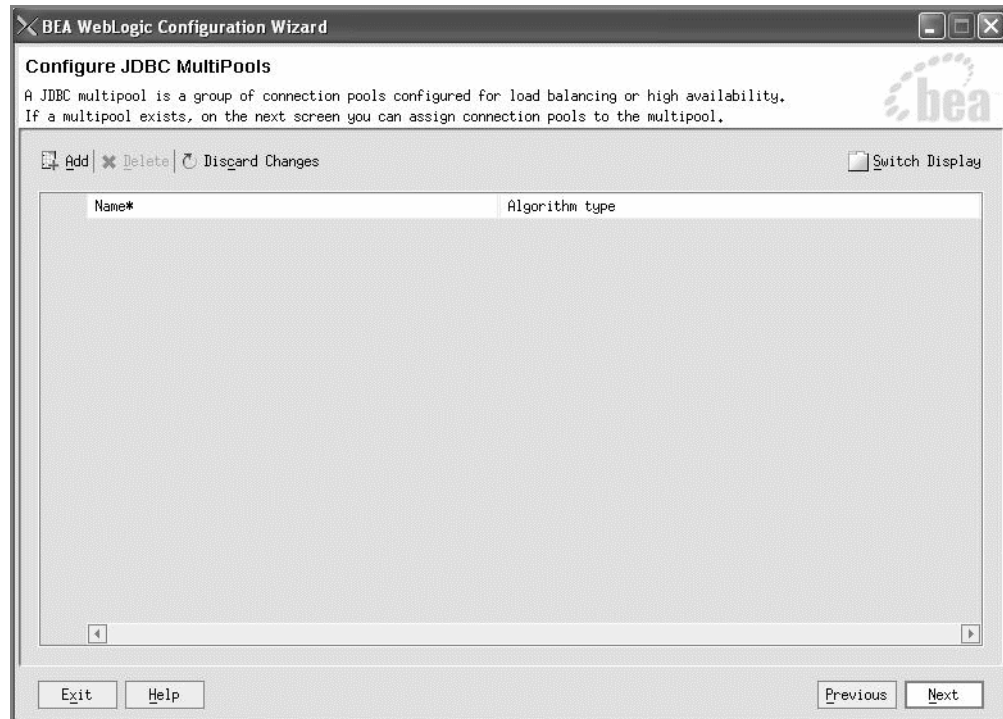 BEA WebLogic Configuration Wizard
Configure JDBC MultiPools
A JDBC multipool is a group of connection pools configured for load balancing or high availability.
If a multipool exists, on the next screen you can assign connection pools to the multipool.
bea
Add Delete Discard Changes Switch Display
Name* Algorithm type
Exit Help Previous Next